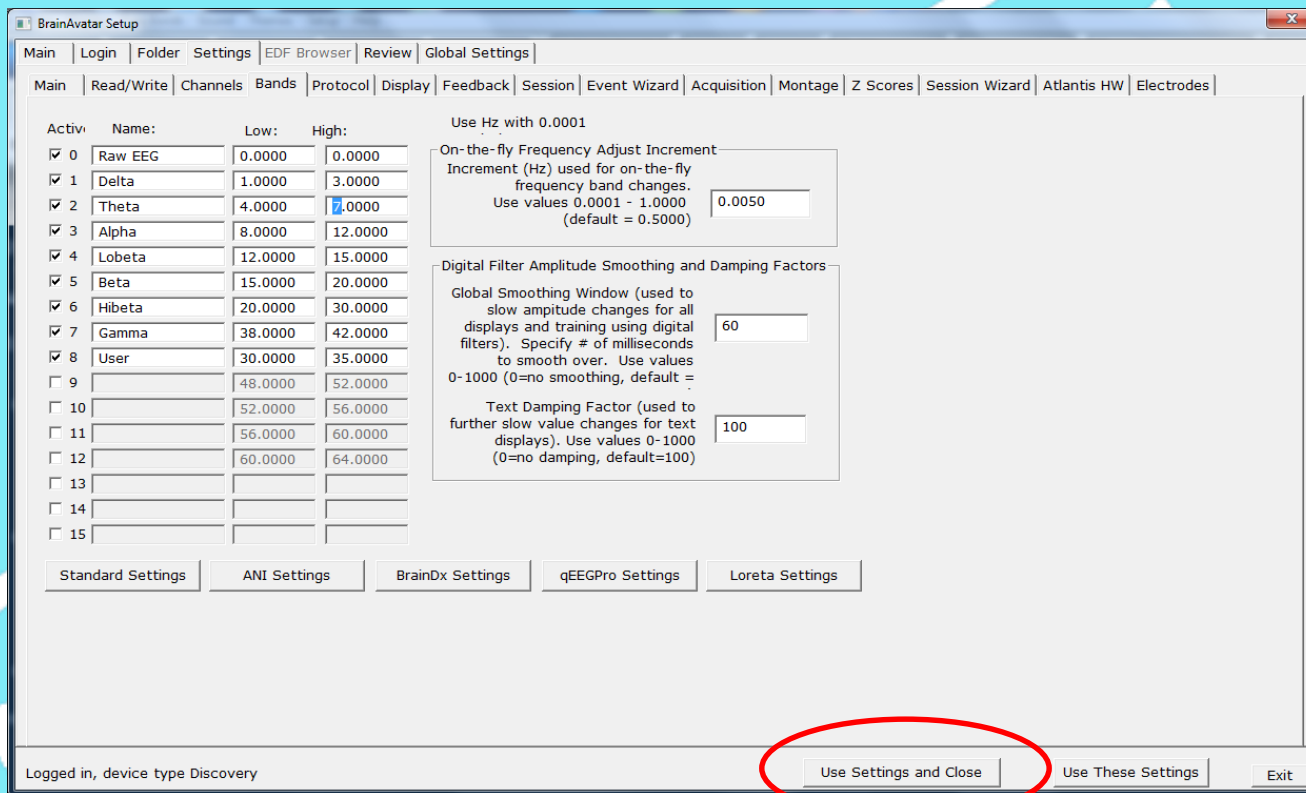 BrainAvatar Setup
Main Login Folder Settings EDF Browser Review Global Settings
Main Read/Write Channels Bands Protocol Display Feedback Session Event Wizard Acquisition Montage Z Scores Session Wizard Atlantis HW Electrodes
Activ Name: Low: High:
0 Raw EEG 0.0000 0.0000
1 Delta 1.0000 3.0000
2 Theta 4.0000 7.0000
3 Alpha 8.0000 12.0000
4 Lobeta 12.0000 15.0000
5 Beta 15.0000 20.0000
6 Hibeta 20.0000 30.0000
7 Gamma 38.0000 42.0000
8 User 30.0000 35.0000
9 48.0000 52.0000
10 52.0000 56.0000
11 56.0000 60.0000
12 60.0000 64.0000
13
14
15
Use Hz with 0.0001
On-the-fly Frequency Adjust Increment
Increment (Hz) used for on-the-fly
frequency band changes.
Use values 0.0001 - 1.0000
(default = 0.5000)
0.0050
Digital Filter Amplitude Smoothing and Damping Factors
Global Smoothing Window (used to
slow ampitude changes for all
displays and training using digital
filters). Specify # of milliseconds
to smooth over. Use values
0-1000 (0=no smoothing, default =
60
Text Damping Factor (used to
further slow value changes for text
displays). Use values 0-1000
(0=no damping, default=100)
100
Standard Settings ANI Settings BrainDx Settings qEEGPro Settings Loreta Settings
Logged in, device type Discovery Use Settings and Close Use These Settings Exit